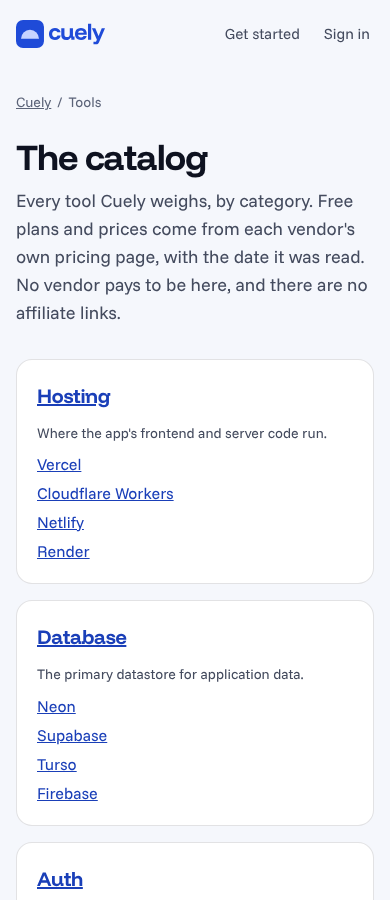 cuely
Get started
Sign in
Cuely / Tools
The catalog
Every tool Cuely weighs, by category. Free
plans and prices come from each vendor's
own pricing page, with the date it was read.
No vendor pays to be here, and there are no
affiliate links.
Hosting
Where the app's frontend and server code run.
Vercel
Cloudflare Workers
Netlify
Render
Database
The primary datastore for application data.
Neon
Supabase
Turso
Firebase
Auth